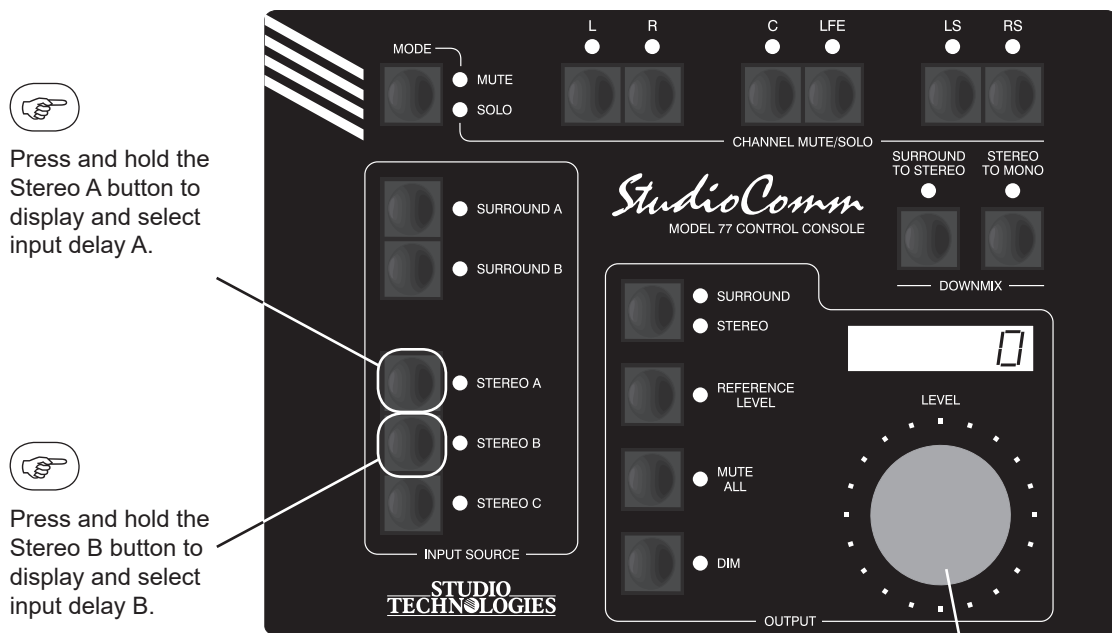 L R C LFE LS RS
MODE
MUTE
SOLO
CHANNEL MUTE/SOLO
Press and hold the
Stereo A button to
display and select
input delay A.
SURROUND
TO STEREO
STEREO
TO MONO
DOWNMIX
SURROUND A
SURROUND B
STEREO A
STEREO B
STEREO C
INPUT SOURCE
StudioComm
MODEL 77 CONTROL CONSOLE
SURROUND
STEREO
REFERENCE
LEVEL
MUTE
ALL
DIM
0
LEVEL
OUTPUT
Press and hold the
Stereo B button to
display and select
input delay B.
STUDIO
TECHNOLOGIES